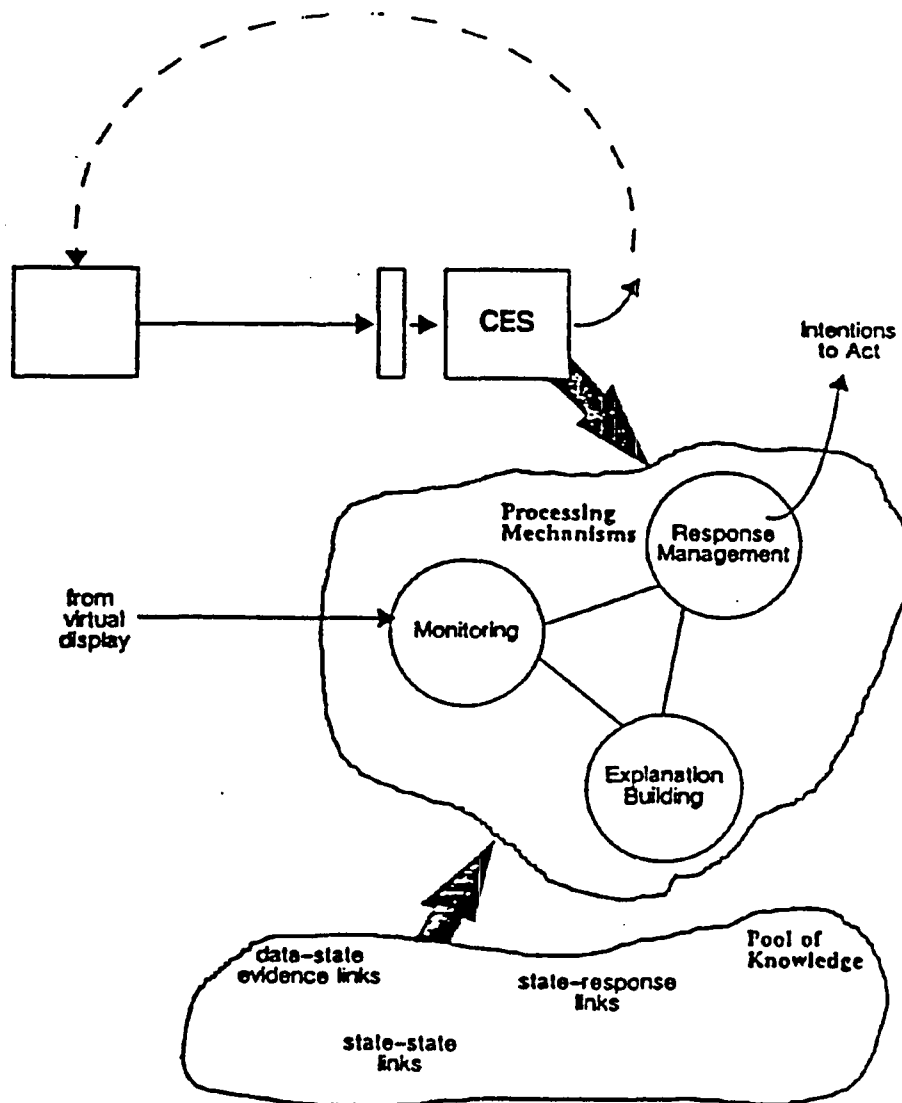 CES
Intentions
to Act
Processing
Mechanisms
Response
Management
from
virtual
display
Monitoring
Explanation
Building
data-state
evidence links
state-response
links
Pool of
Knowledge
state-state
links